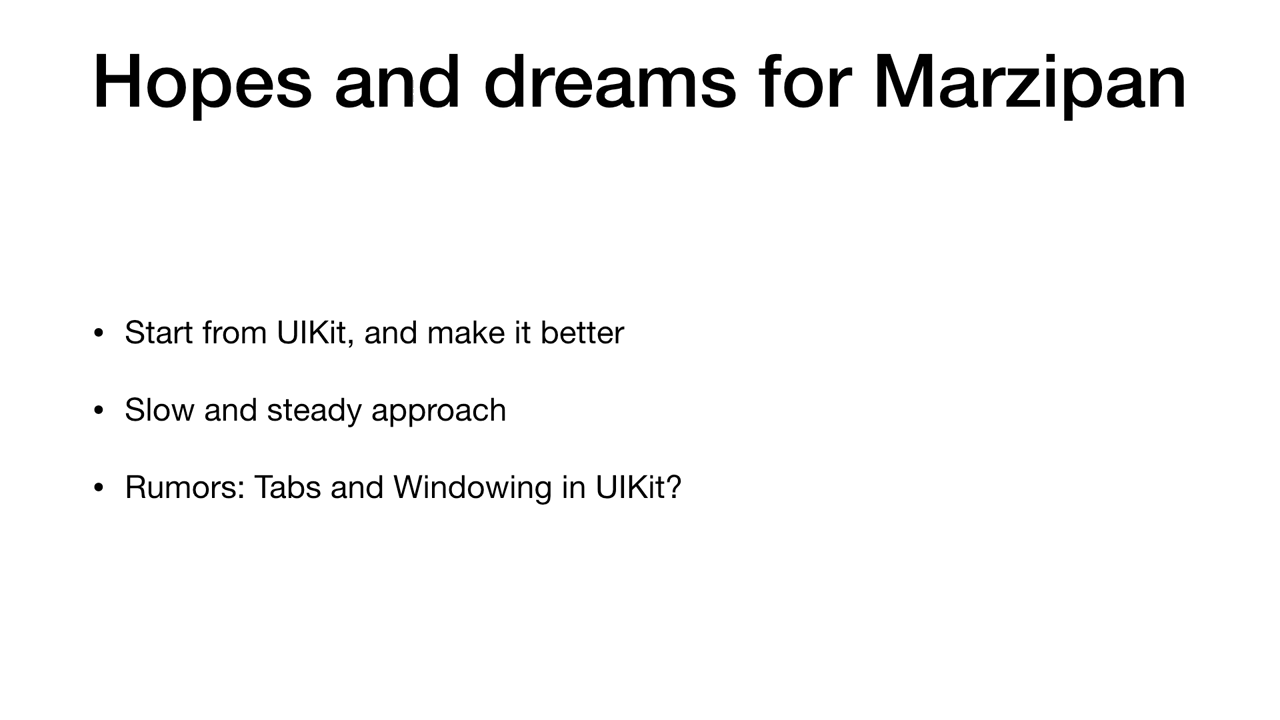 Hopes and dreams for Marzipan
• Start from UIKit, and make it better
• Slow and steady approach
• Rumors: Tabs and Windowing in UIKit?